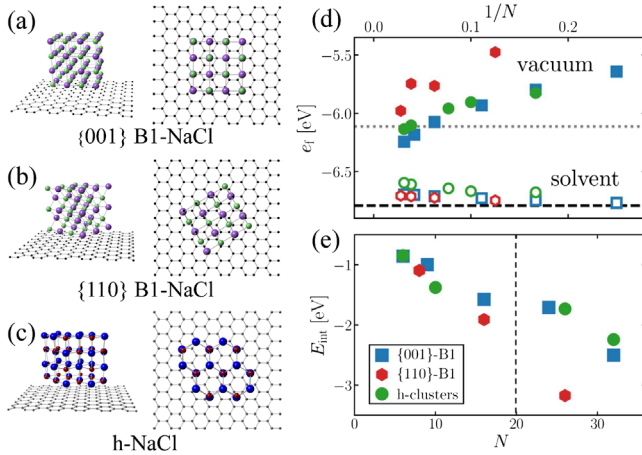 (a)
{001} B1-NaCl
(b)
{110} B1-NaCl
(c)
h-NaCl
(d)
1/N
0.0 0.1 0.2
vacuum
−5.5
−6.0
−6.5
e_f [eV]
solvent
(e)
−1
−2
−3
E_int [eV]
{001}-B1
{110}-B1
h-clusters
0 10 20 30
N